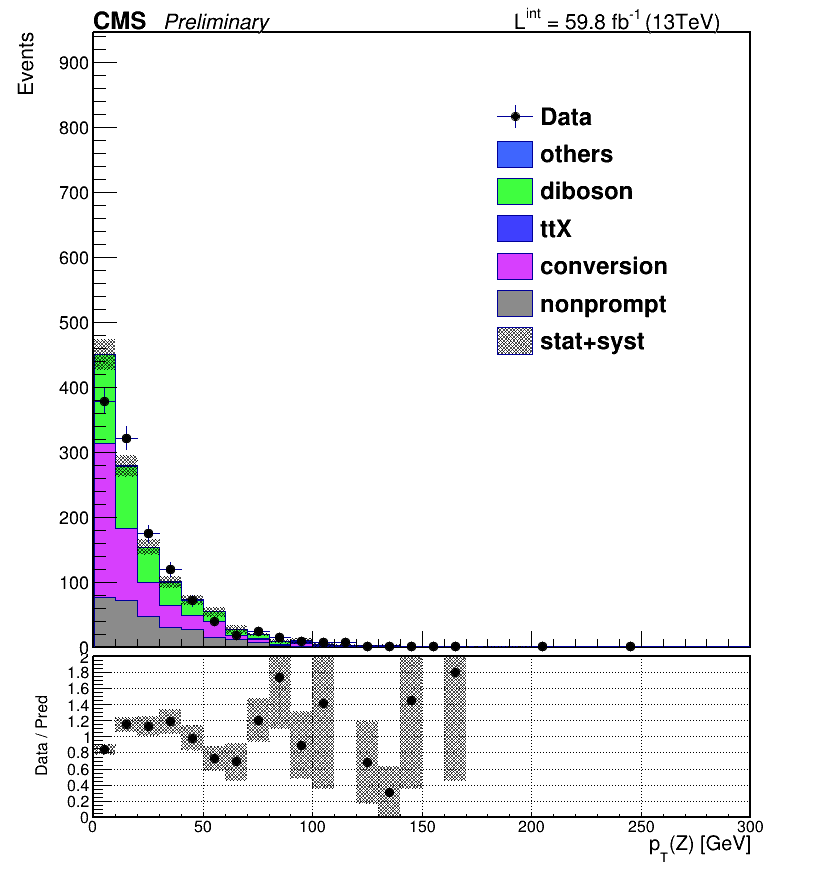 CMS Preliminary L^int = 59.8 fb^-1 (13TeV)
Events
900
800
700
600
500
400
300
200
100
0
Data
others
diboson
ttX
conversion
nonprompt
stat+syst
Data / Pred
2
1.8
1.6
1.4
1.2
1
0.8
0.6
0.4
0.2
0
0 50 100 150 200 250 300
p_T(Z) [GeV]